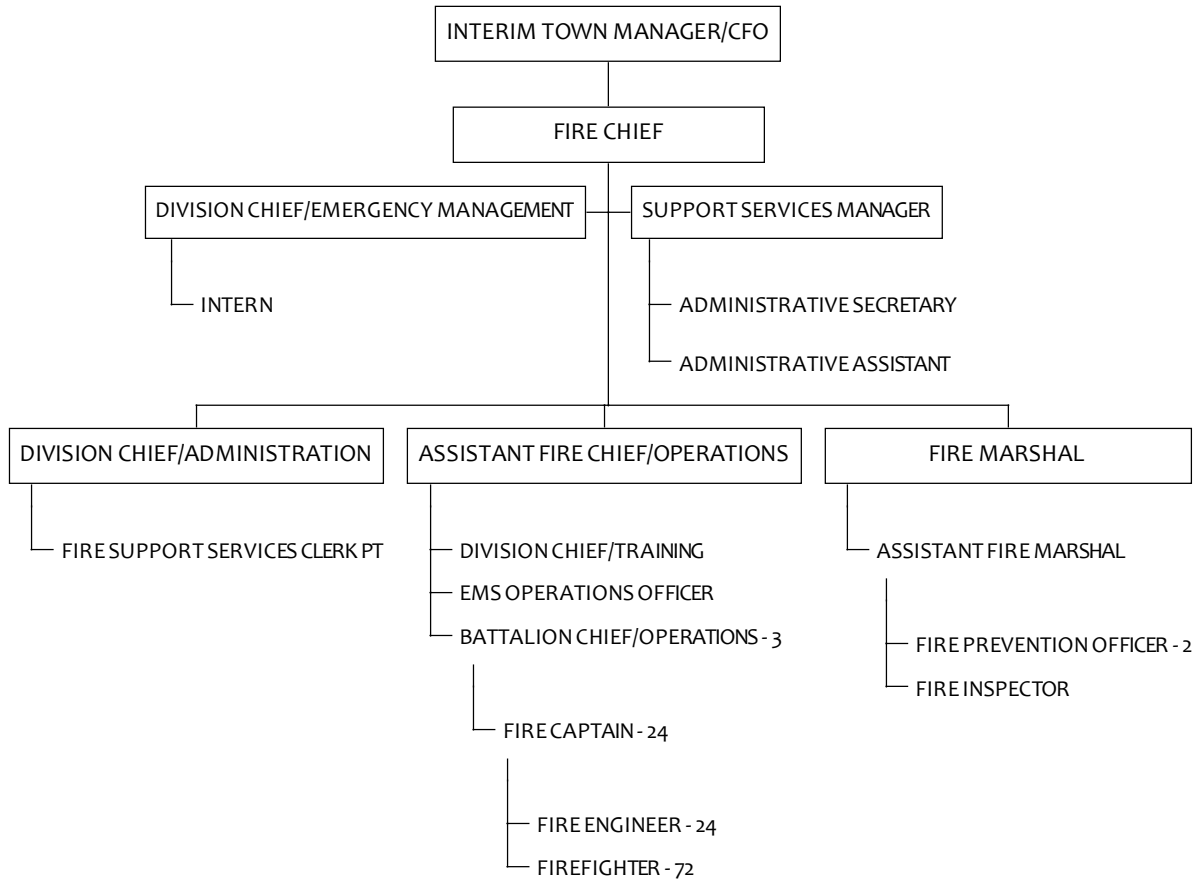 INTERIM TOWN MANAGER/CFO
FIRE CHIEF
DIVISION CHIEF/EMERGENCY MANAGEMENT
SUPPORT SERVICES MANAGER
INTERN
ADMINISTRATIVE SECRETARY
ADMINISTRATIVE ASSISTANT
DIVISION CHIEF/ADMINISTRATION
ASSISTANT FIRE CHIEF/OPERATIONS
FIRE MARSHAL
FIRE SUPPORT SERVICES CLERK PT
DIVISION CHIEF/TRAINING
EMS OPERATIONS OFFICER
BATTALION CHIEF/OPERATIONS - 3
FIRE CAPTAIN - 24
FIRE ENGINEER - 24
FIREFIGHTER - 72
ASSISTANT FIRE MARSHAL
FIRE PREVENTION OFFICER - 2
FIRE INSPECTOR